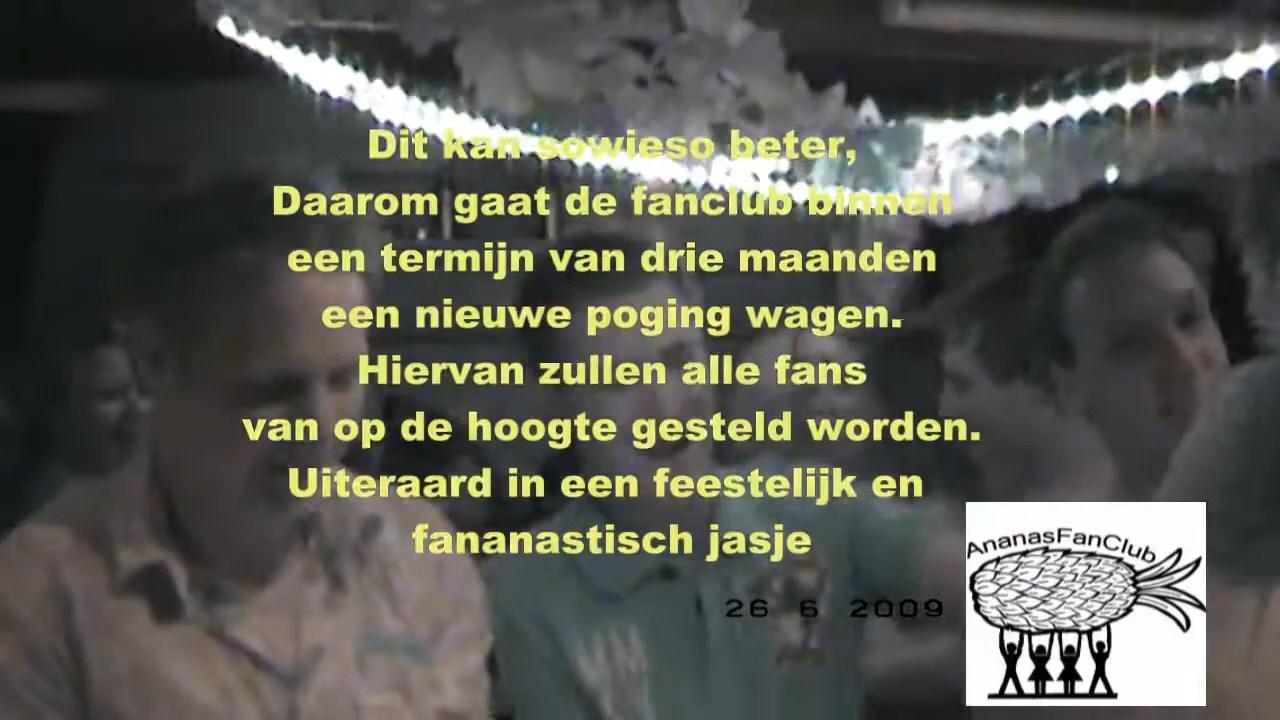 Dit kan sowieso beter,
Daarom gaat de fanclub binnen
een termijn van drie maanden
een nieuwe poging wagen.
Hiervan zullen alle fans
van op de hoogte gesteld worden.
Uiteraard in een feestelijk en
fananastisch jasje
AnanasFanClub
26 6 2009